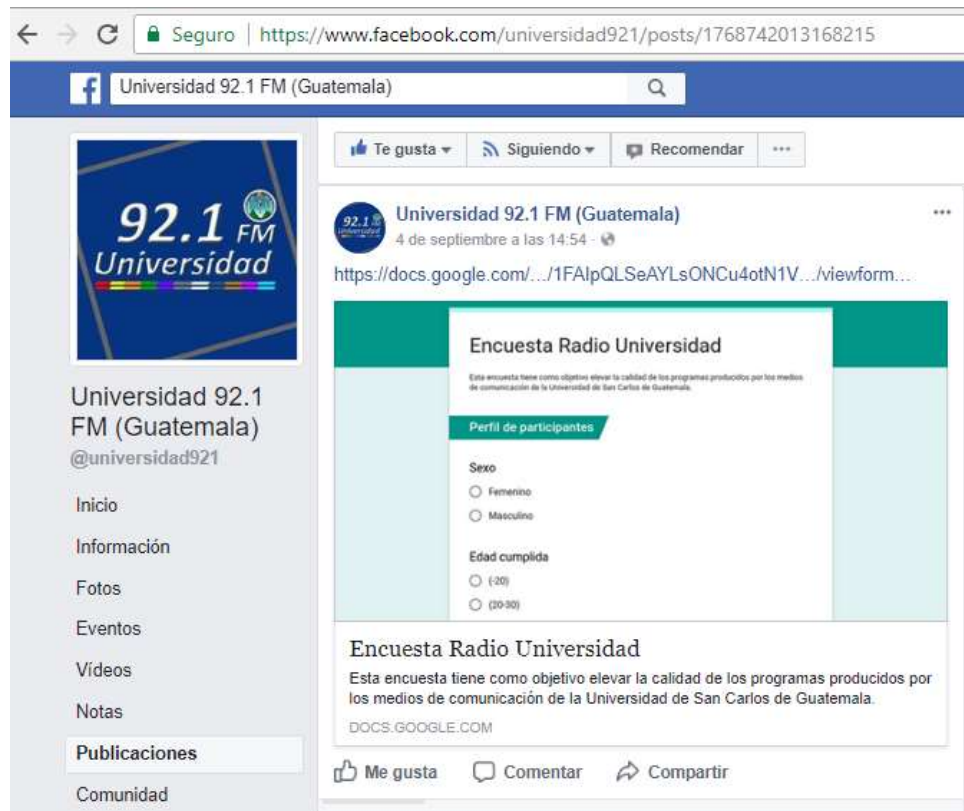 Seguro | https://www.facebook.com/universidad921/posts/1768742013168215
Universidad 92.1 FM (Guatemala)
92.1 FM
Universidad
Universidad 92.1
FM (Guatemala)
@universidad921
Inicio
Información
Fotos
Eventos
Vídeos
Notas
Publicaciones
Comunidad
Te gusta
Siguiendo
Recomendar
92.1
Universidad 92.1 FM (Guatemala)
4 de septiembre a las 14:54 ·
https://docs.google.com/.../1FAIpQLSeAYLsONCu4otN1V.../viewform...
Encuesta Radio Universidad
Esta encuesta tiene como objetivo elevar la calidad de los programas producidos por los medios
de comunicación de la Universidad de San Carlos de Guatemala.
Perfil de participantes
Sexo
Femenino
Masculino
Edad cumplida
(-20)
(20-30)
Encuesta Radio Universidad
Esta encuesta tiene como objetivo elevar la calidad de los programas producidos por
los medios de comunicación de la Universidad de San Carlos de Guatemala.
DOCS.GOOGLE.COM
Me gusta
Comentar
Compartir